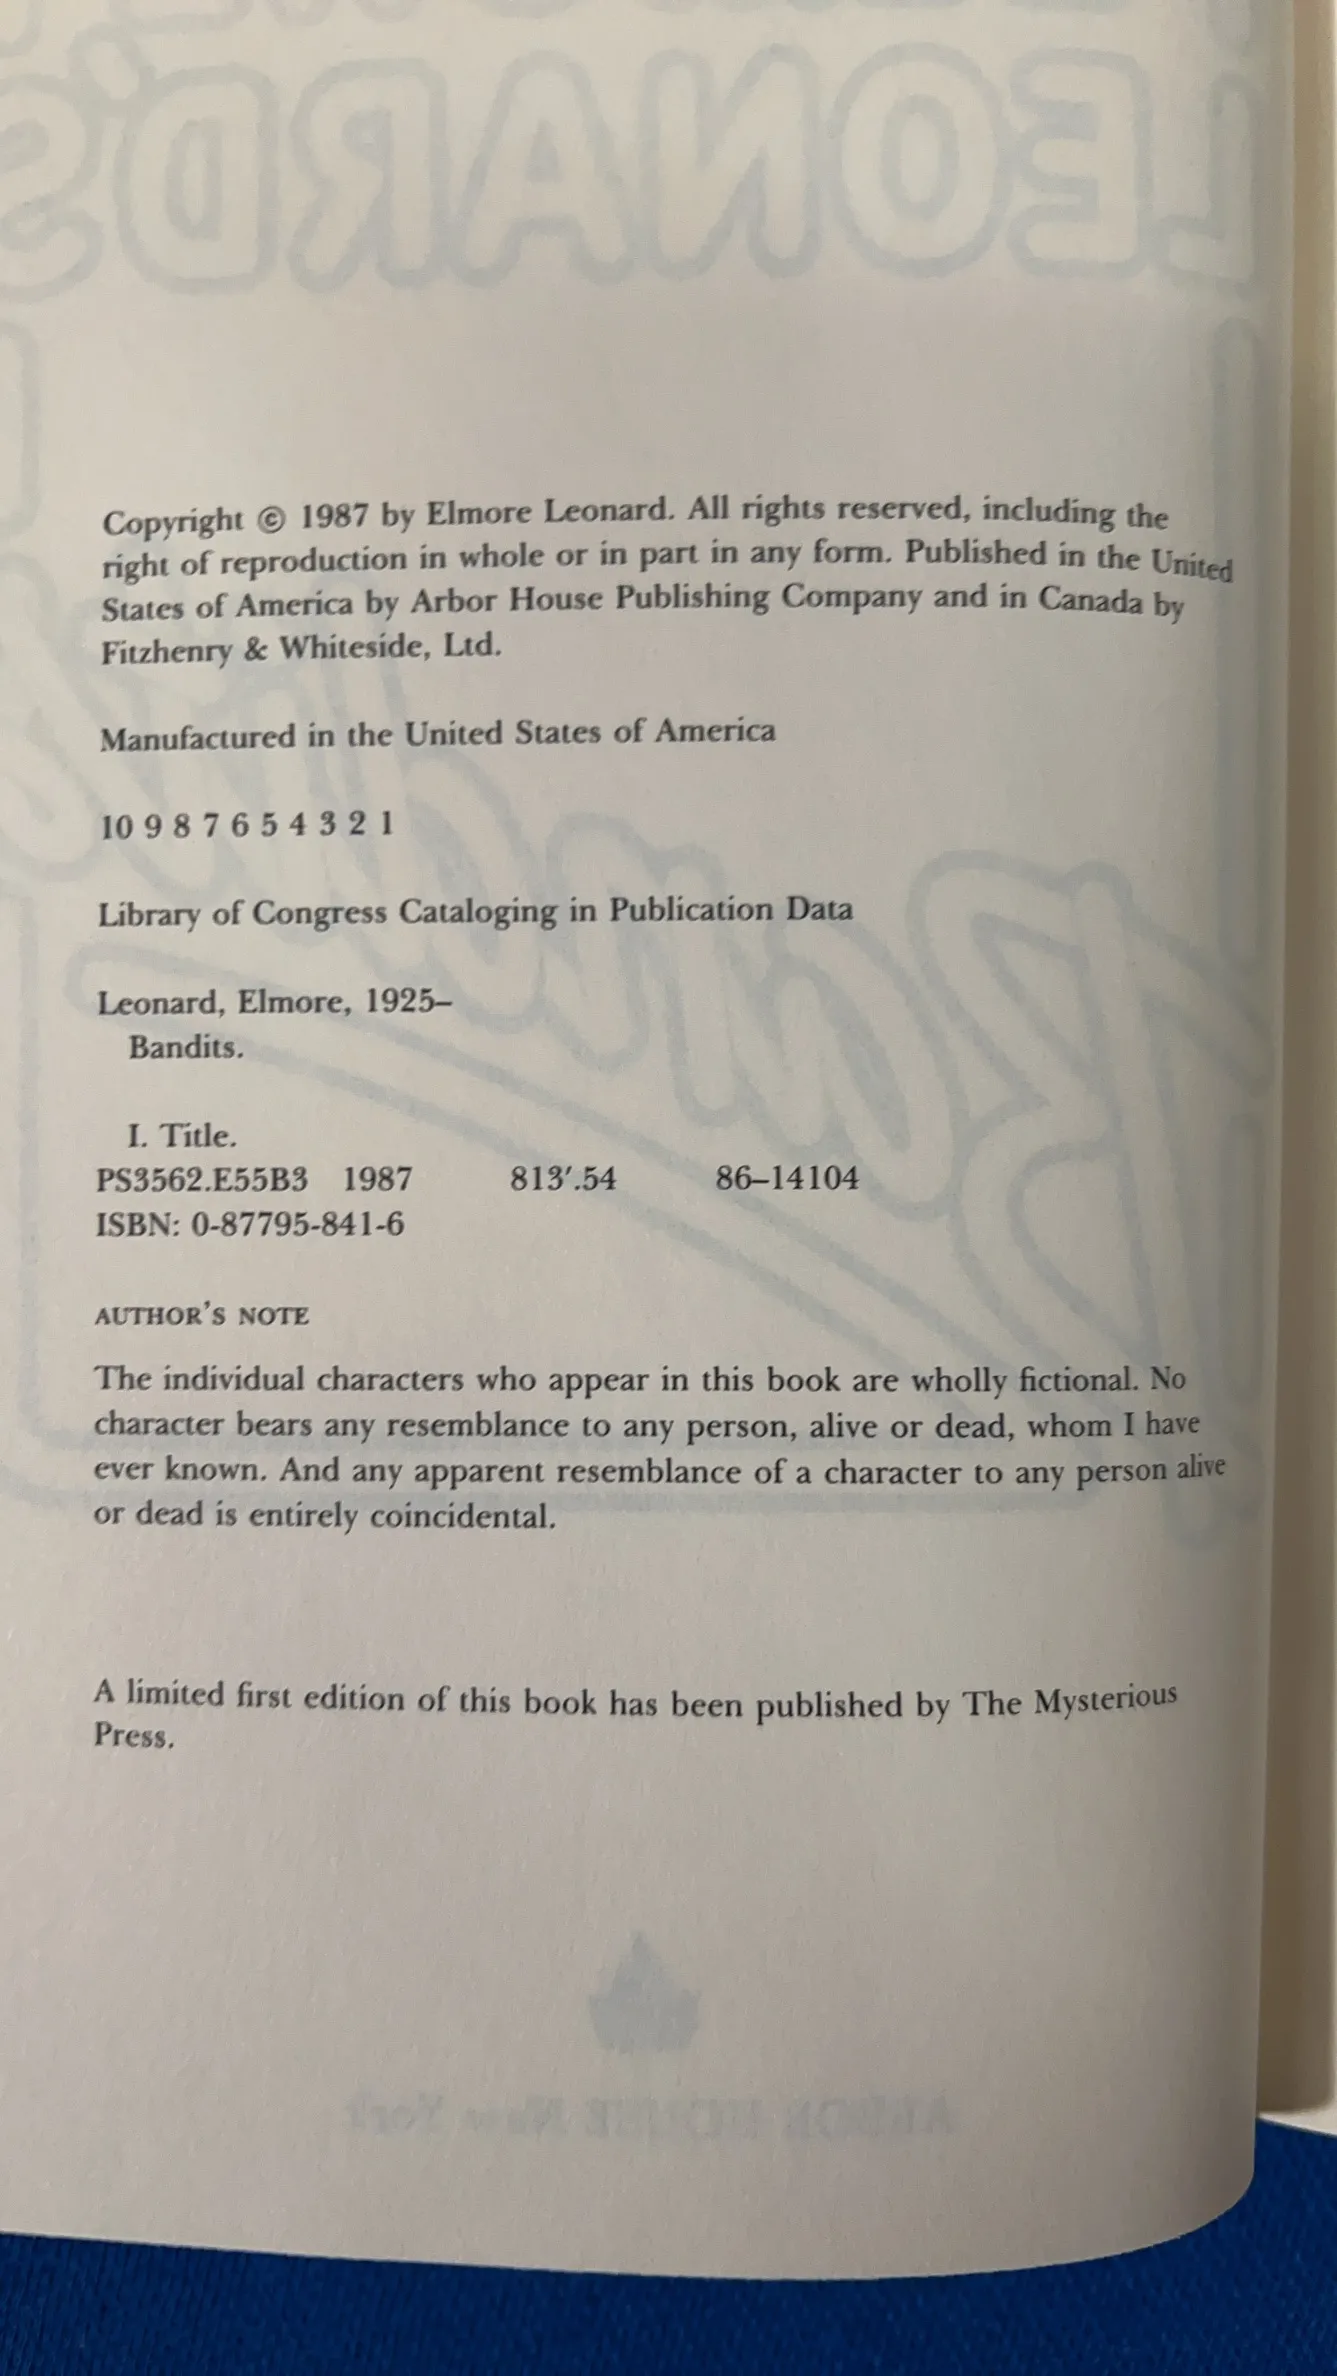 Copyright © 1987 by Elmore Leonard. All rights reserved, including the
right of reproduction in whole or in part in any form. Published in the United
States of America by Arbor House Publishing Company and in Canada by
Fitzhenry & Whiteside, Ltd.
Manufactured in the United States of America
10 9 8 7 6 5 4 3 2 1
Library of Congress Cataloging in Publication Data
Leonard, Elmore, 1925–
Bandits.
I. Title.
PS3562.E55B3 1987 813′.54 86–14104
ISBN: 0-87795-841-6
AUTHOR'S NOTE
The individual characters who appear in this book are wholly fictional. No
character bears any resemblance to any person, alive or dead, whom I have
ever known. And any apparent resemblance of a character to any person alive
or dead is entirely coincidental.
A limited first edition of this book has been published by The Mysterious
Press.